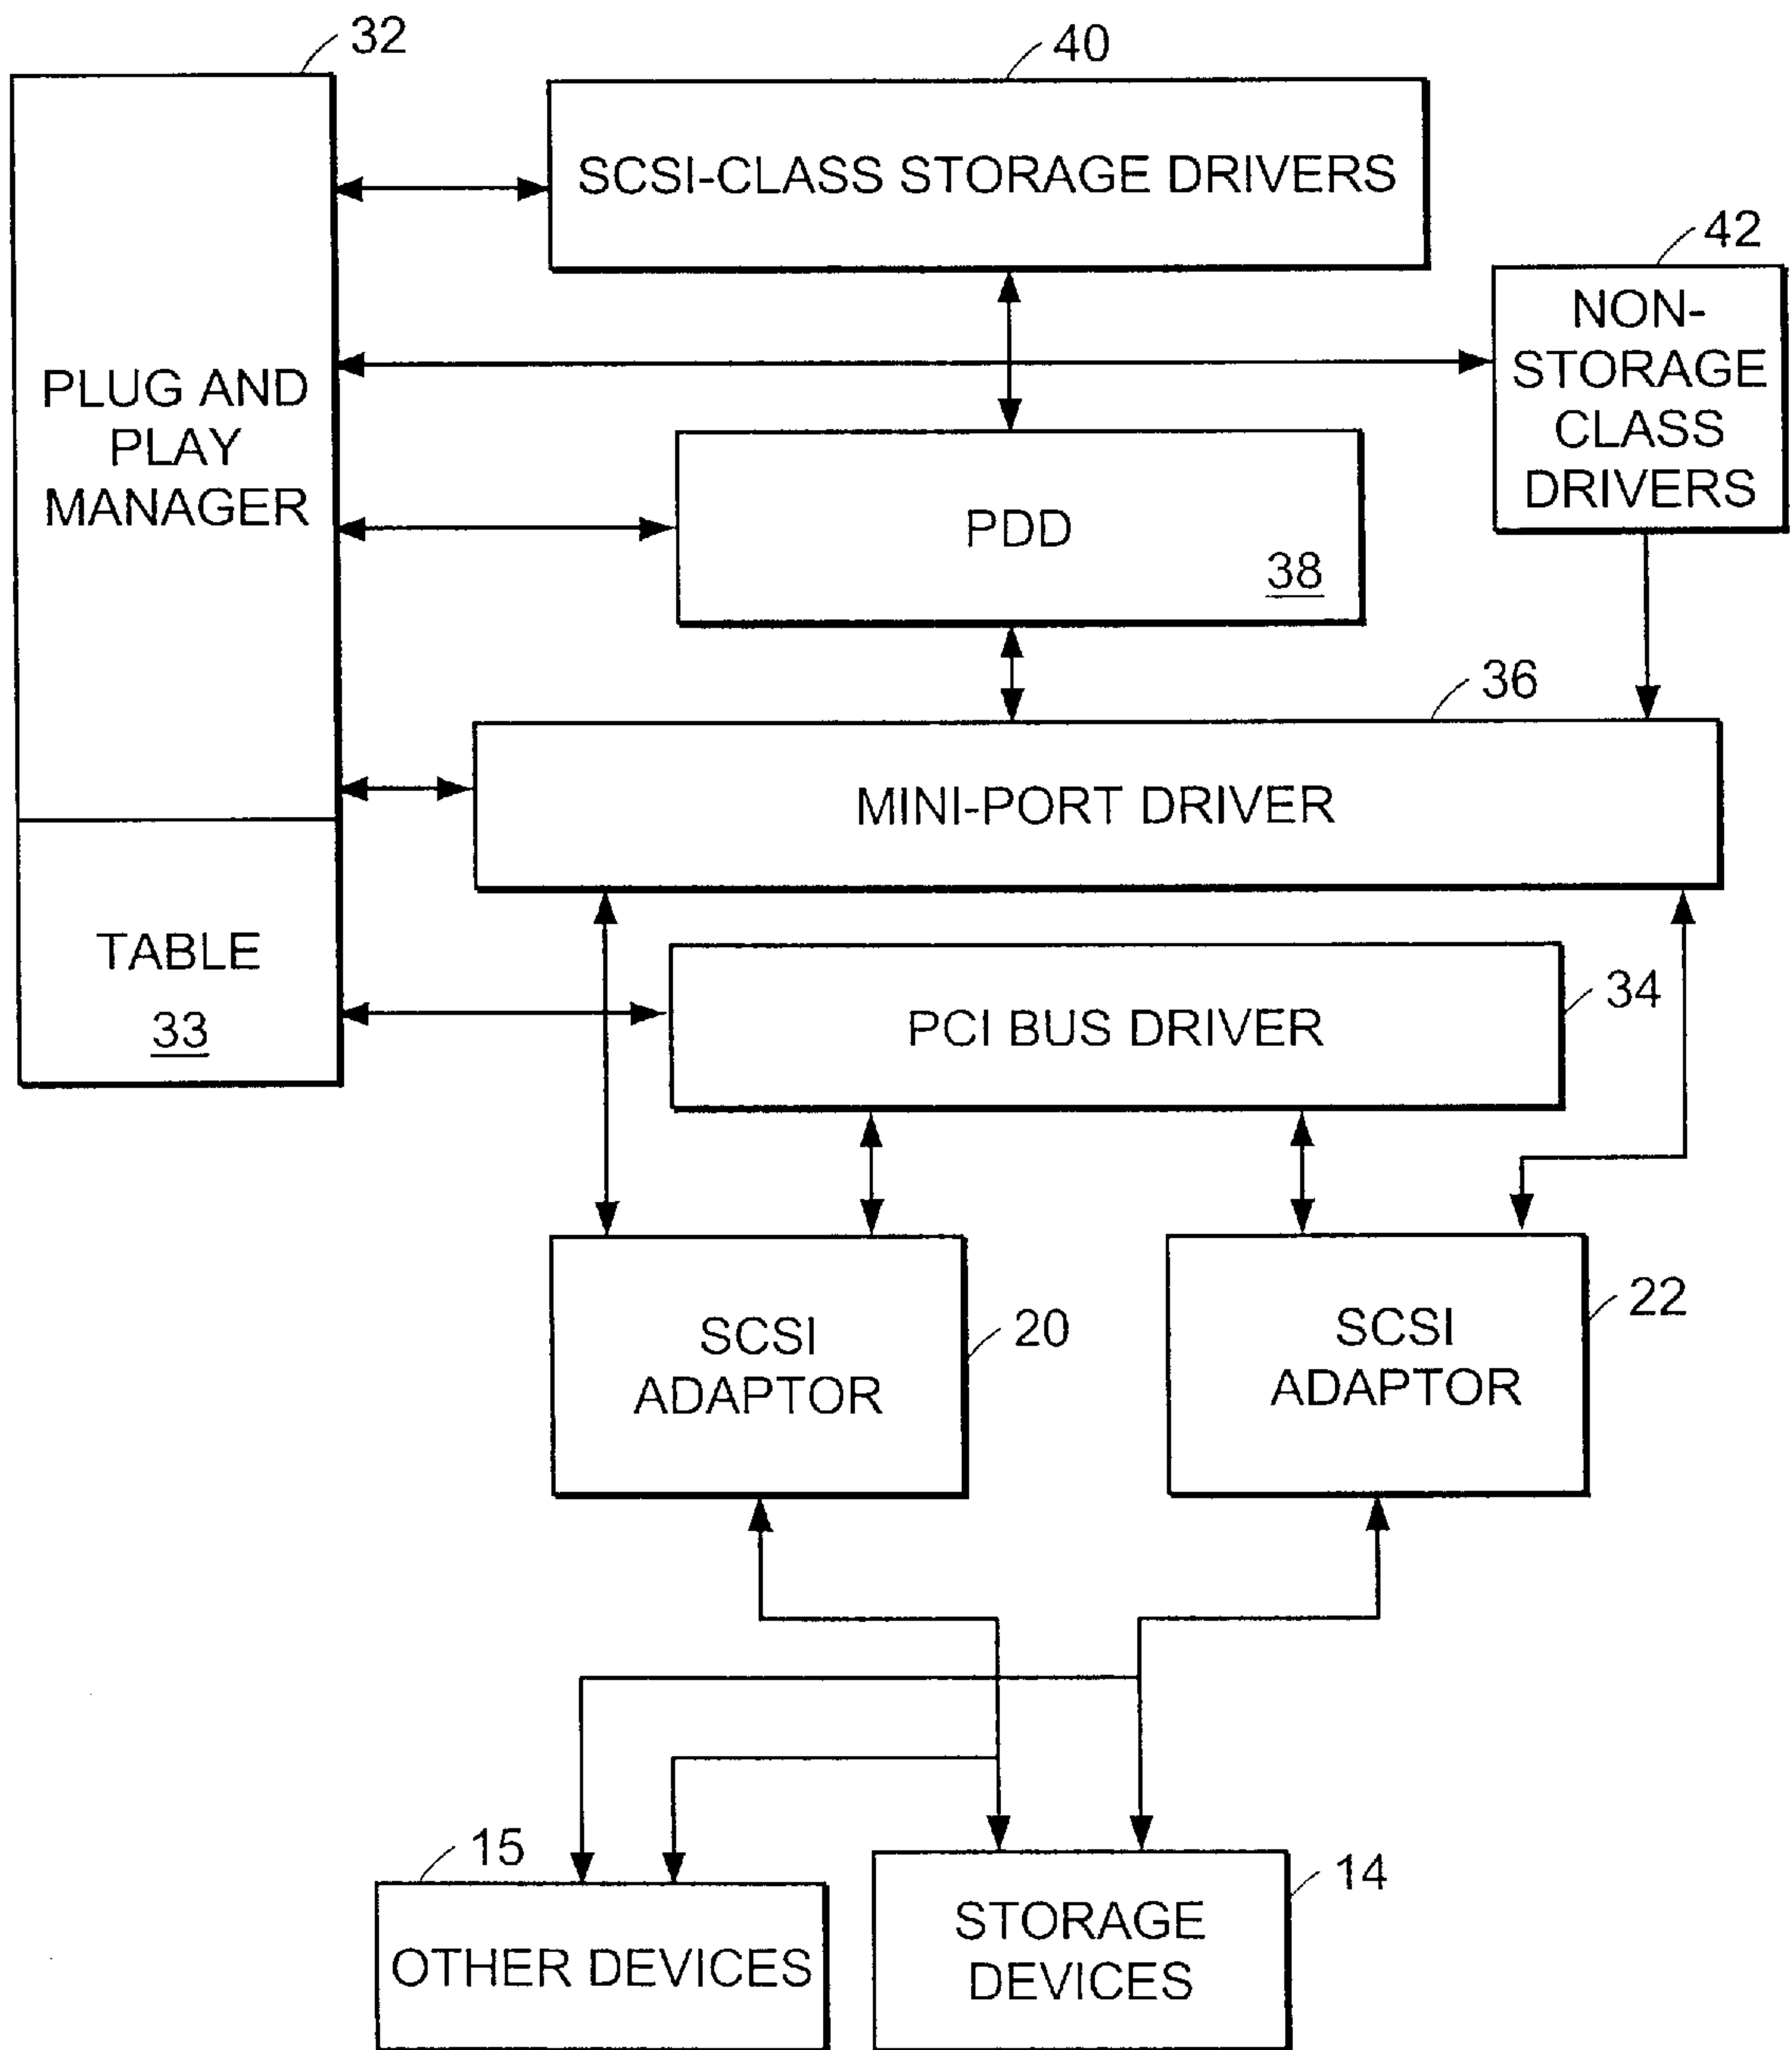 32
40
SCSI-CLASS STORAGE DRIVERS
42
NON-
STORAGE
CLASS
DRIVERS
PLUG AND
PLAY
MANAGER
PDD
38
36
MINI-PORT DRIVER
TABLE
33
34
PCI BUS DRIVER
SCSI
ADAPTOR
20
SCSI
ADAPTOR
22
15
OTHER DEVICES
STORAGE
DEVICES
14